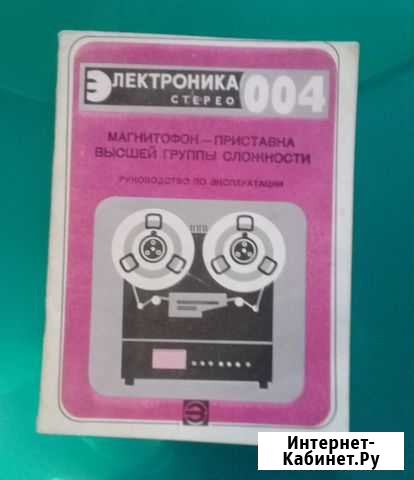 ЭЛЕКТРОНИКА 004
СТЕРЕО
МАГНИТОФОН — ПРИСТАВКА
ВЫСШЕЙ ГРУППЫ СЛОЖНОСТИ
РУКОВОДСТВО ПО ЭКСПЛУАТАЦИИ
Интернет-
Кабинет.Ру